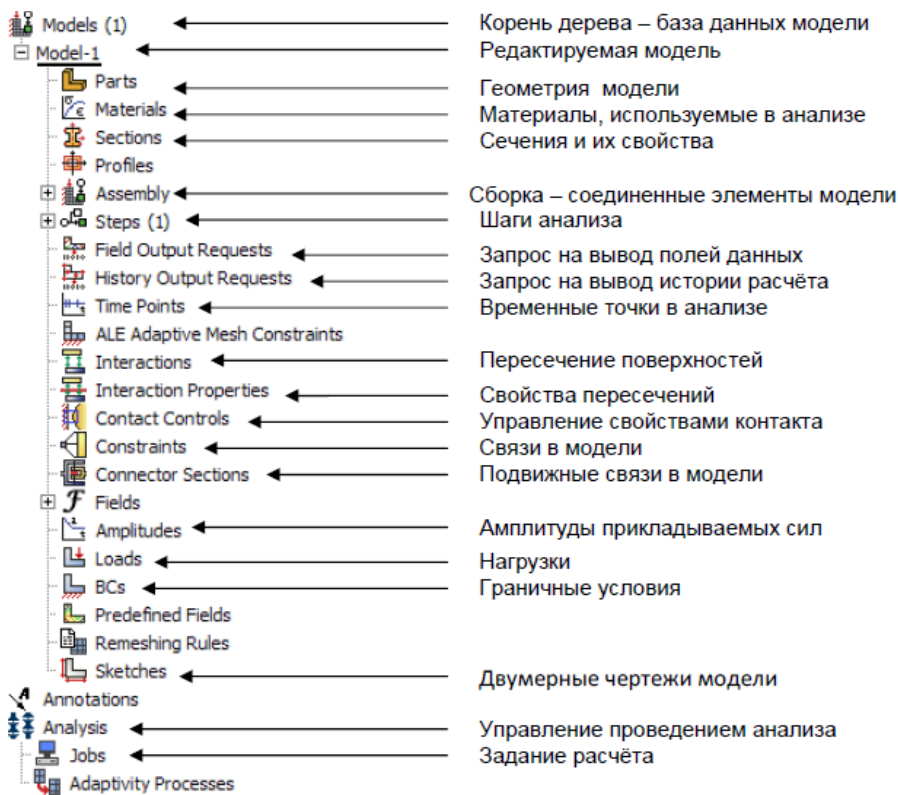 Models (1) Корень дерева – база данных модели
Model-1 Редактируемая модель
Parts Геометрия модели
Materials Материалы, используемые в анализе
Sections Сечения и их свойства
Profiles
Assembly Сборка – соединенные элементы модели
Steps (1) Шаги анализа
Field Output Requests Запрос на вывод полей данных
History Output Requests Запрос на вывод истории расчёта
Time Points Временные точки в анализе
ALE Adaptive Mesh Constraints
Interactions Пересечение поверхностей
Interaction Properties Свойства пересечений
Contact Controls Управление свойствами контакта
Constraints Связи в модели
Connector Sections Подвижные связи в модели
Fields
Amplitudes Амплитуды прикладываемых сил
Loads Нагрузки
BCs Граничные условия
Predefined Fields
Remeshing Rules
Sketches Двумерные чертежи модели
Annotations
Analysis Управление проведением анализа
Jobs Задание расчёта
Adaptivity Processes